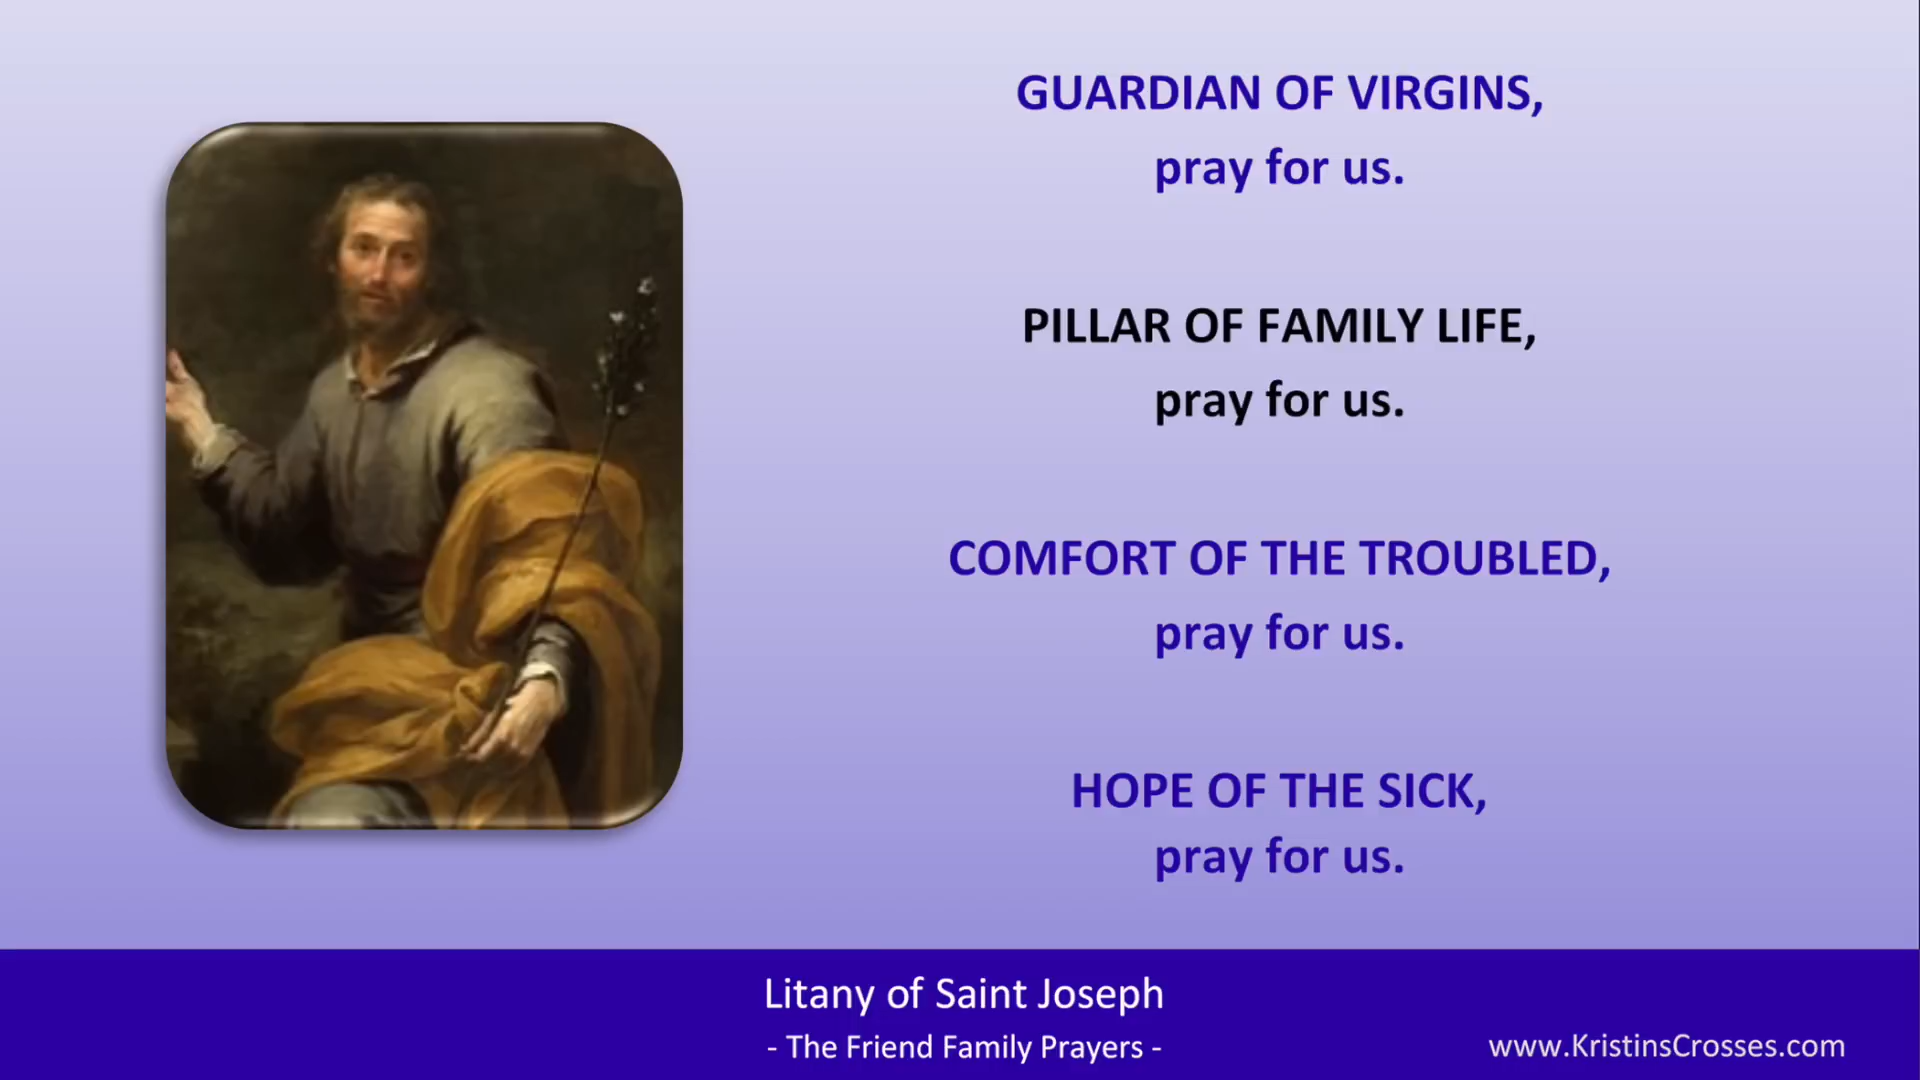 GUARDIAN OF VIRGINS,
pray for us.
PILLAR OF FAMILY LIFE,
pray for us.
COMFORT OF THE TROUBLED,
pray for us.
HOPE OF THE SICK,
pray for us.
Litany of Saint Joseph
- The Friend Family Prayers -
www.KristinsCrosses.com